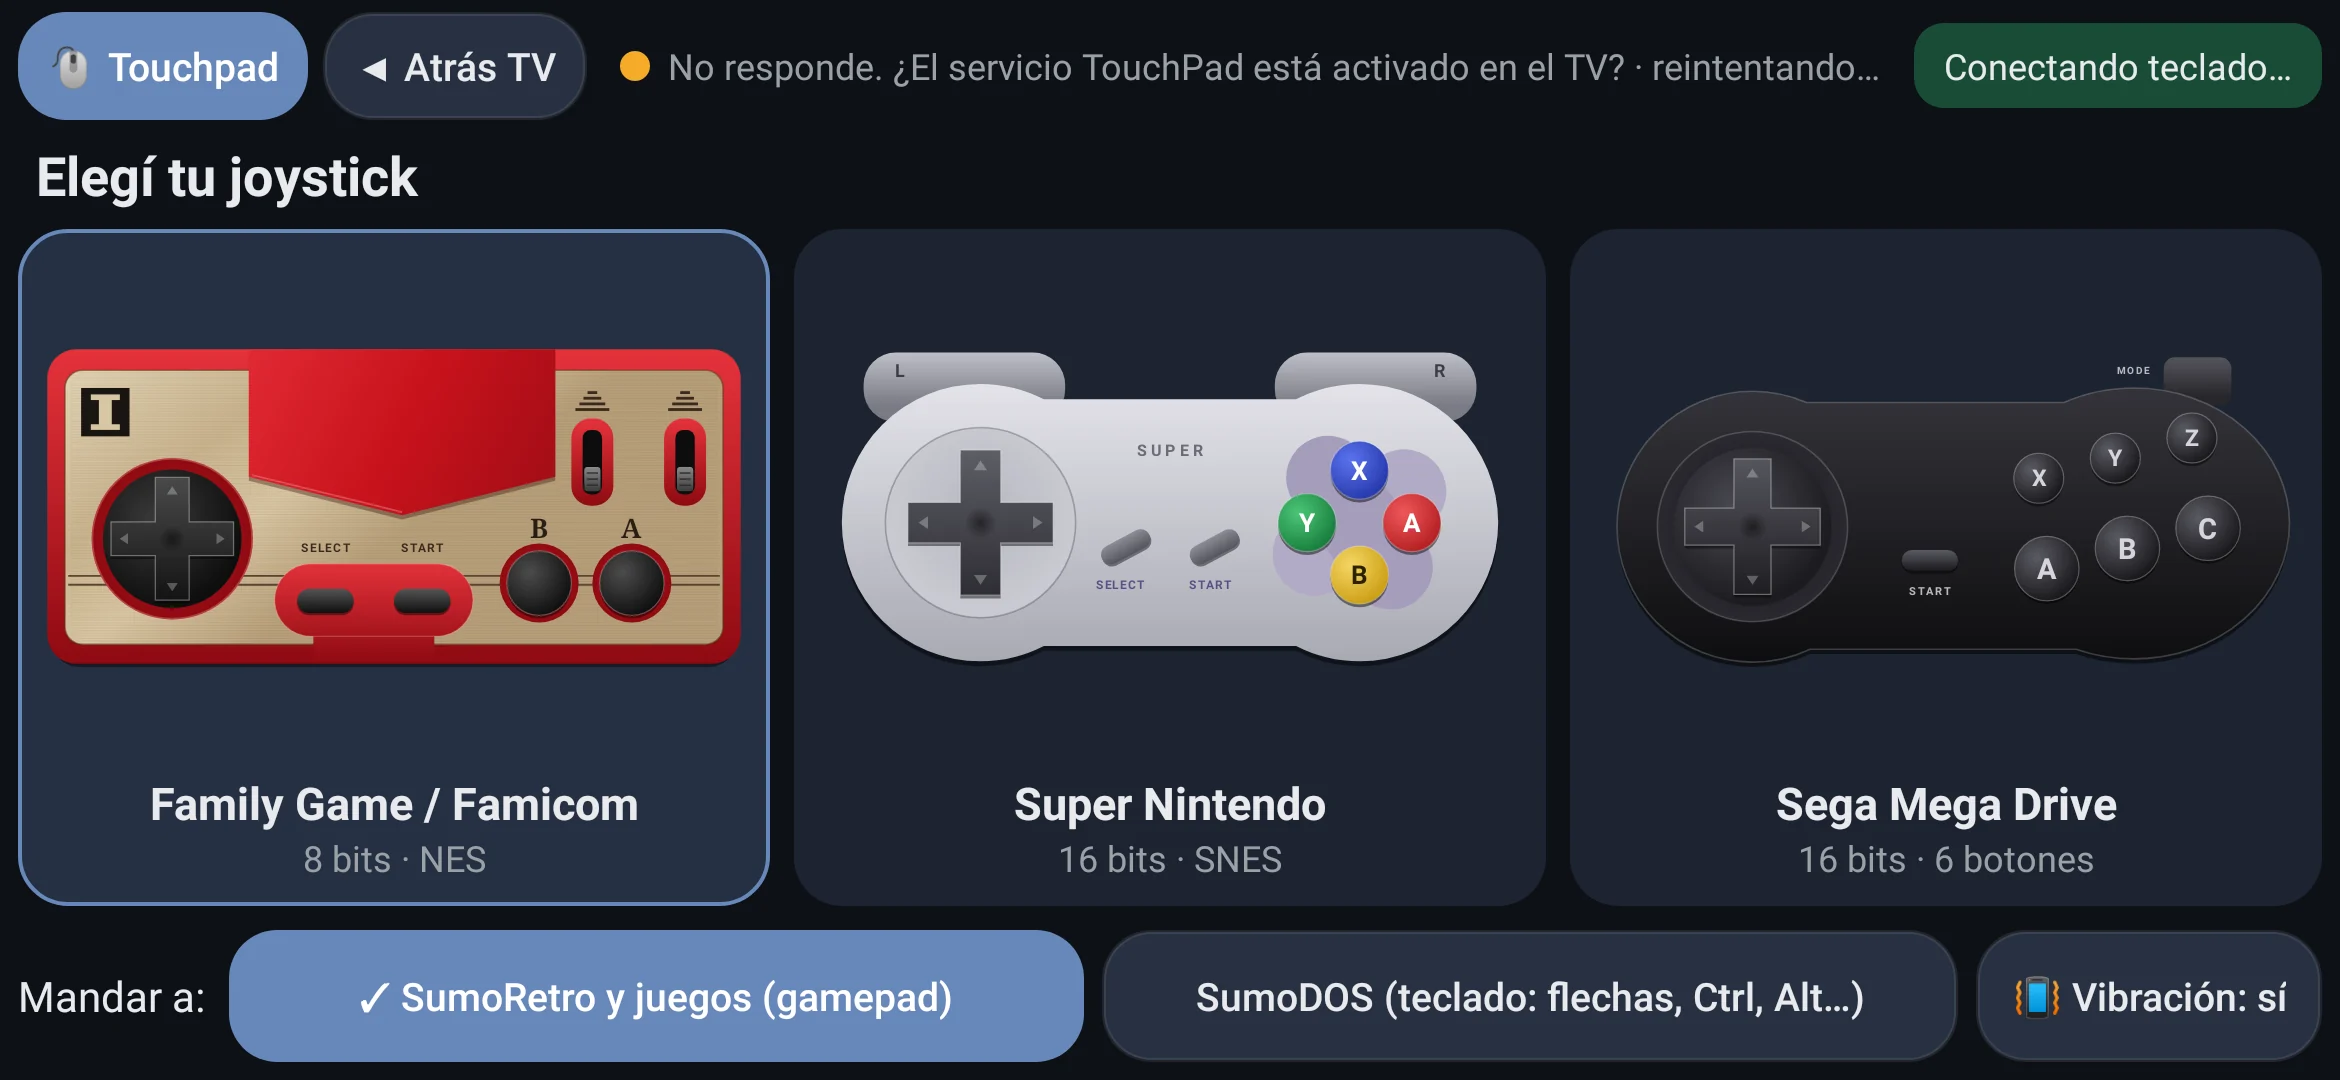 Touchpad
◀ Atrás TV
No responde. ¿El servicio TouchPad está activado en el TV? · reintentando...
Conectando teclado...
Elegí tu joystick
I
B
A
SELECT
START
L
R
SUPER
X
Y
A
B
SELECT
START
MODE
X
Y
Z
A
B
C
START
Family Game / Famicom
8 bits · NES
Super Nintendo
16 bits · SNES
Sega Mega Drive
16 bits · 6 botones
Mandar a:
✓ SumoRetro y juegos (gamepad)
SumoDOS (teclado: flechas, Ctrl, Alt...)
Vibración: sí